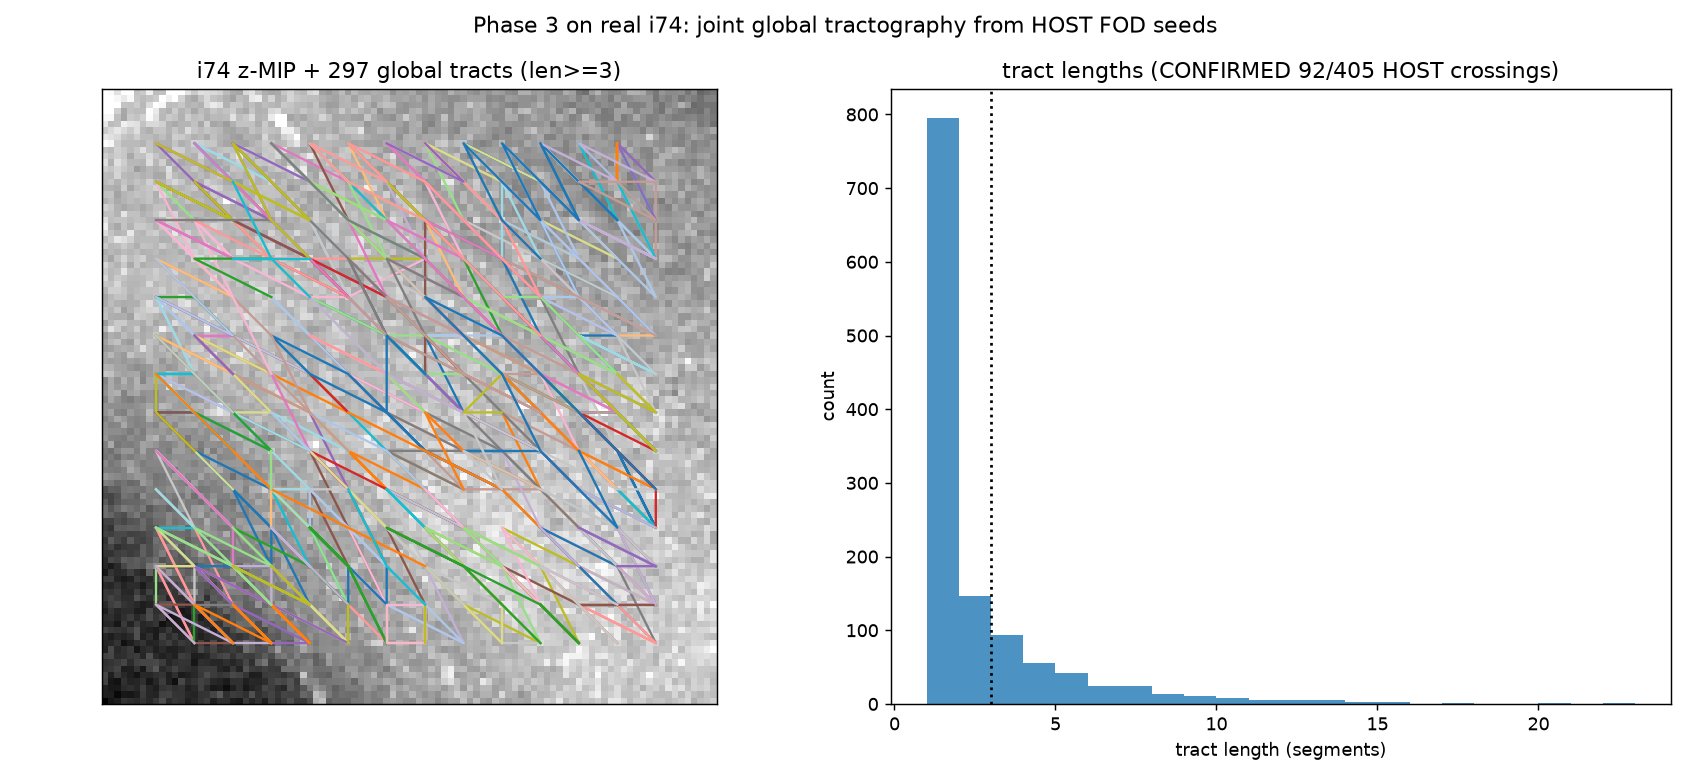 Phase 3 on real i74: joint global tractography from HOST FOD seeds
i74 z-MIP + 297 global tracts (len>=3)
tract lengths (CONFIRMED 92/405 HOST crossings)
800
700
600
500
400
300
200
100
0
count
0 5 10 15 20
tract length (segments)